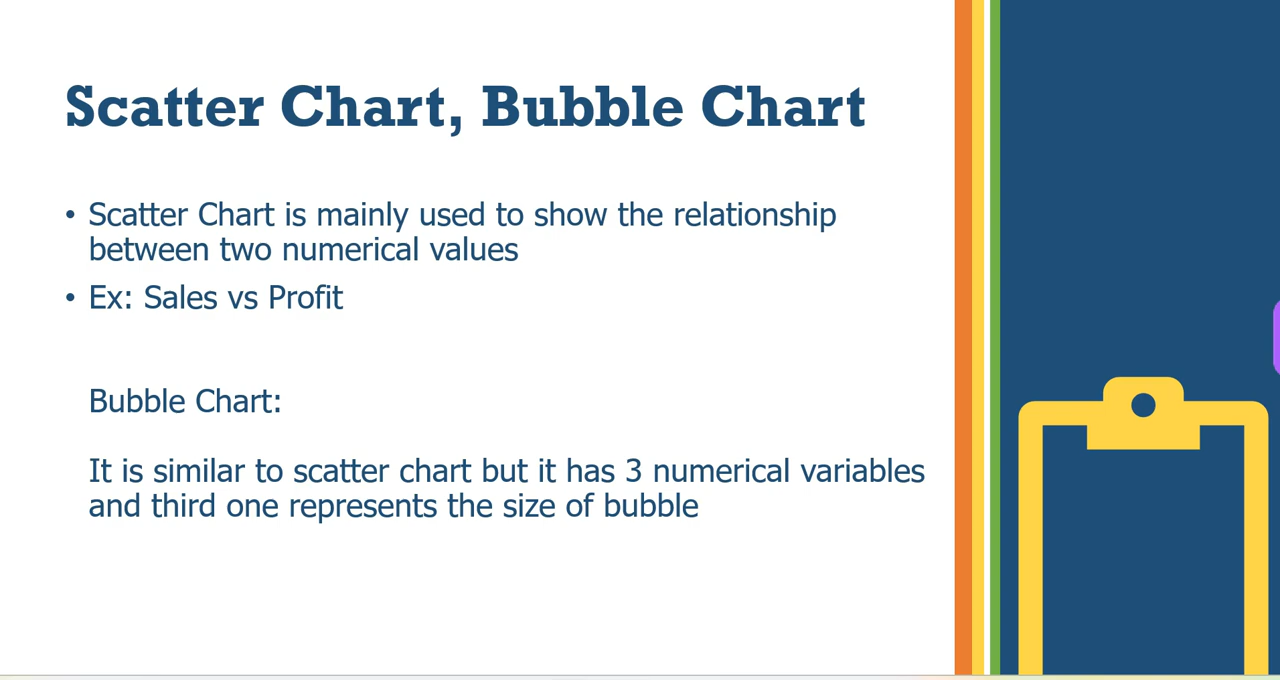 Scatter Chart, Bubble Chart
• Scatter Chart is mainly used to show the relationship
between two numerical values
• Ex: Sales vs Profit
Bubble Chart:
It is similar to scatter chart but it has 3 numerical variables
and third one represents the size of bubble